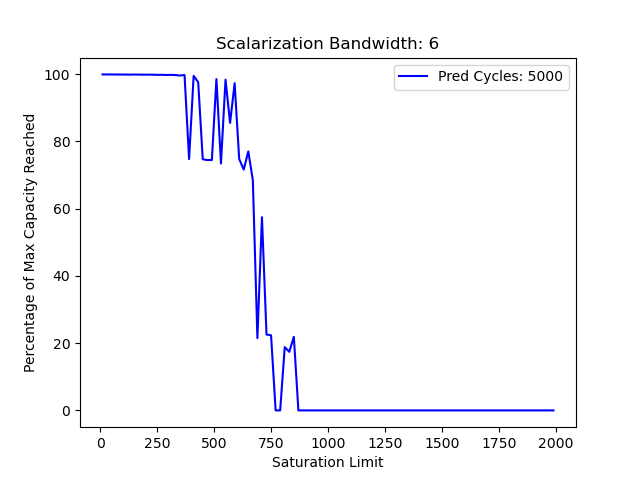 Scalarization Bandwidth: 6
Pred Cycles: 5000
Percentage of Max Capacity Reached
100
80
60
40
20
0
0 250 500 750 1000 1250 1500 1750 2000
Saturation Limit